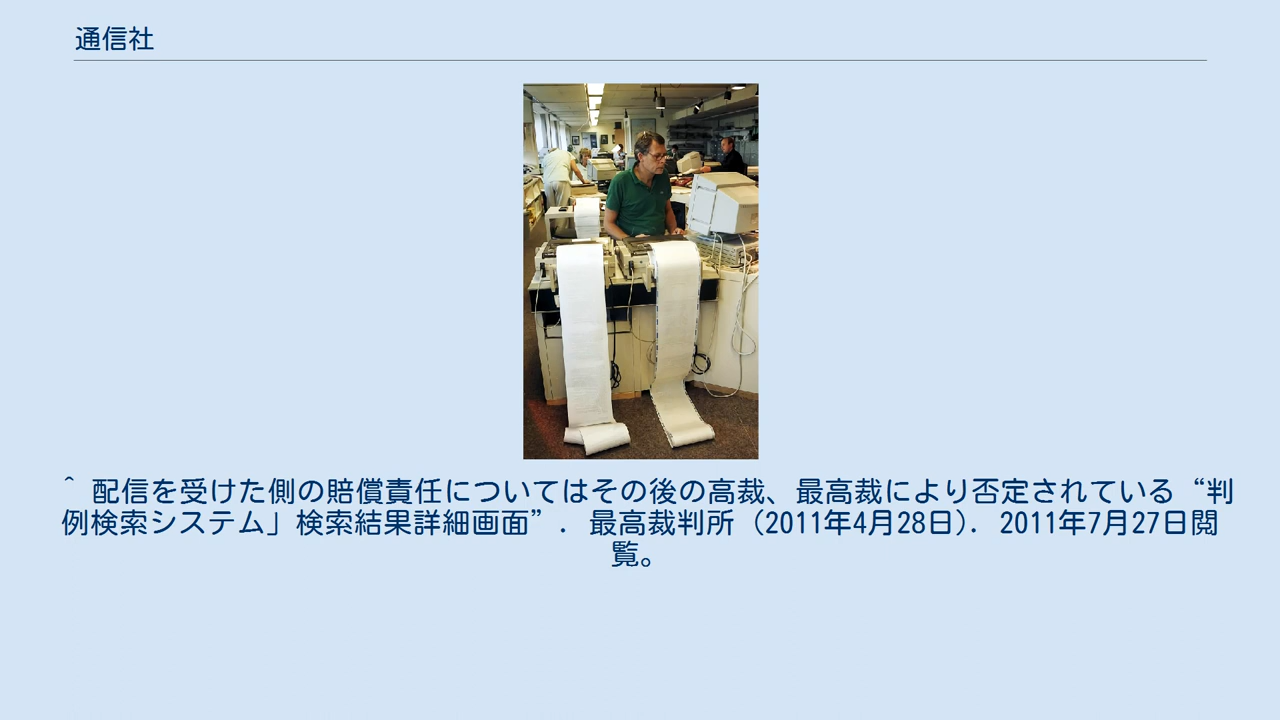 通信社
^ 配信を受けた側の賠償責任についてはその後の高裁、最高裁により否定されている“判
例検索システム」検索結果詳細画面”. 最高裁判所 (2011年4月28日). 2011年7月27日閲
覧。